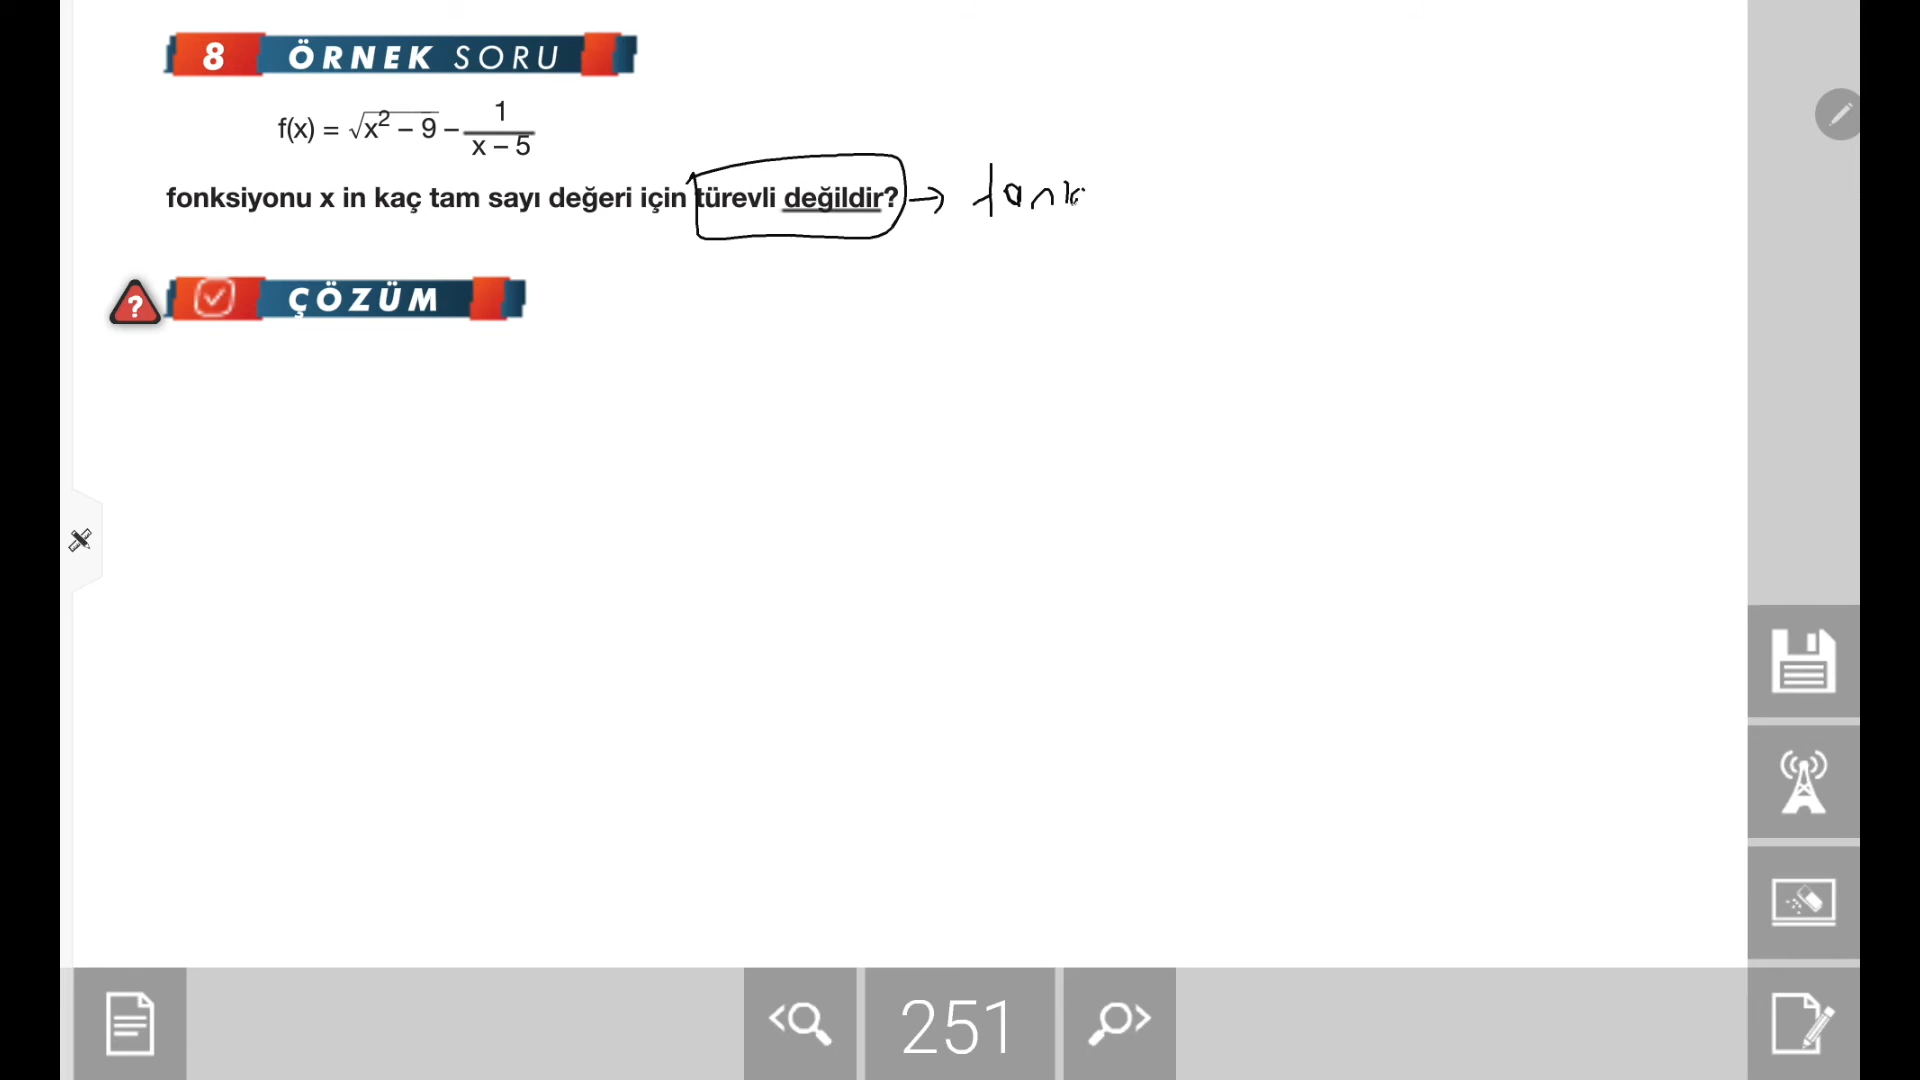 8 ÖRNEK SORU
f(x) = √x² – 9 – 1
x – 5
fonksiyonu x in kaç tam sayı değeri için türevli değildir? →
? ÇÖZÜM
<
251
>